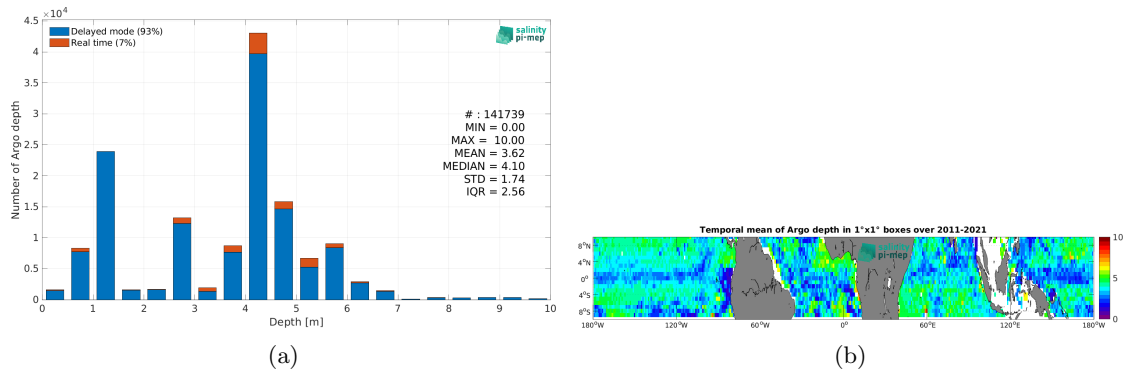 4.5
×10⁴
4
3.5
3
2.5
2
1.5
1
0.5
0
Number of Argo depth
Delayed mode (93%)
Real time (7%)
salinity
pi-mep
# : 141739
MIN = 0.00
MAX = 10.00
MEAN = 3.62
MEDIAN = 4.10
STD = 1.74
IQR = 2.56
0 1 2 3 4 5 6 7 8 9 10
Depth [m]
(a)
Temporal mean of Argo depth in 1°x1° boxes over 2011-2021
8°N
4°N
0°
4°S
8°S
salinity
pi-mep
180°W 120°W 60°W 0° 60°E 120°E 180°W
10
5
0
(b)